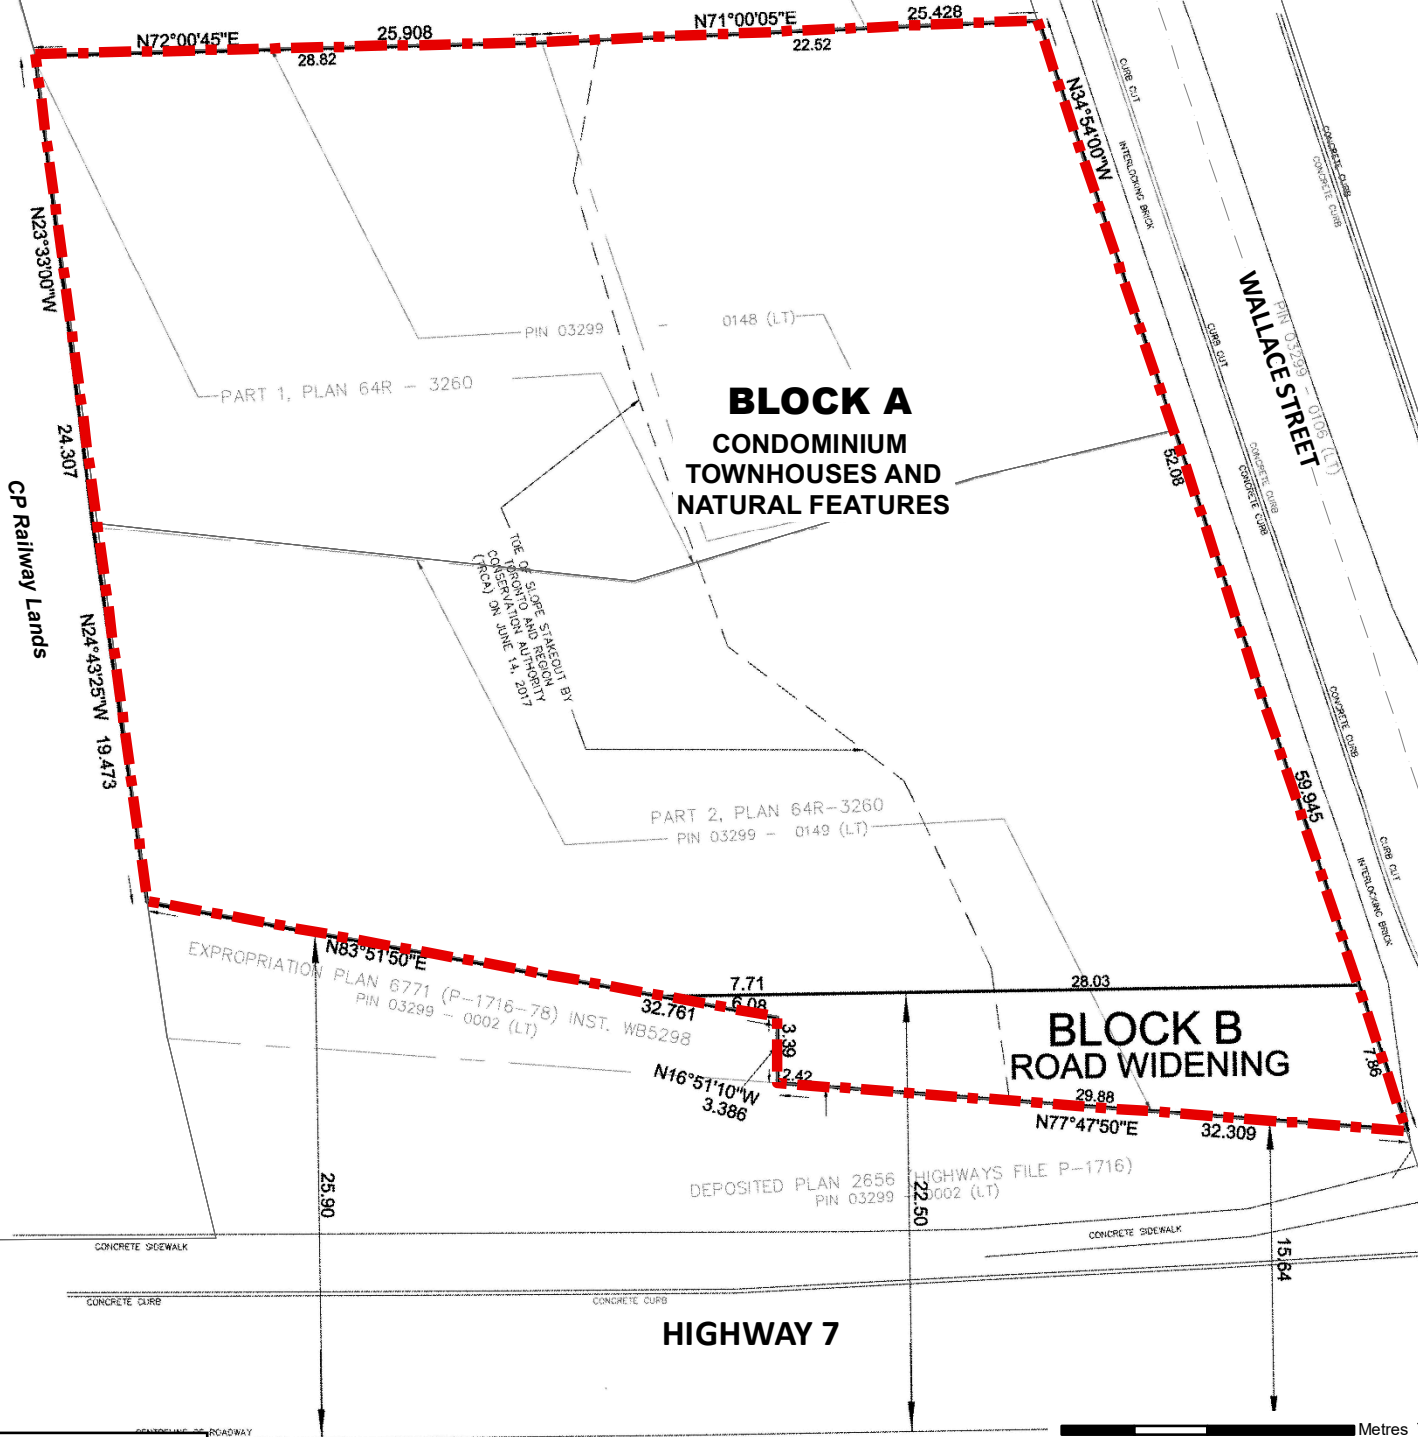 N72°00'45"E
25.908
28.82
N71°00'05"E
25.428
22.52
N34°54'00"W
CURB CUT
INTERLOCKING BRICK
CONCRETE CURB
CONCRETE CURB
N23°33'00"W
WALLACE STREET
PIN 03299 - 0106 (LT)
PIN 03299 - 0148 (LT)
CURB CUT
PART 1, PLAN 64R - 3260
BLOCK A
CONDOMINIUM
TOWNHOUSES AND
NATURAL FEATURES
24.307
52.08
CONCRETE CURB
CONCRETE CURB
CP Railway Lands
TOE OF SLOPE STAKEOUT BY
TORONTO AND REGION
CONSERVATION AUTHORITY
(TRCA) ON JUNE 14, 2017
N24°43'25"W 19.473
CONCRETE CURB
59.945
PART 2, PLAN 64R-3260
PIN 03299 - 0149 (LT)
CURB CUT
INTERLOCKING BRICK
N83°51'50"E
EXPROPRIATION PLAN 6771 (P-1716-78) INST. WB5298
PIN 03299 - 0002 (LT)
32.761
7.71
6.08
28.03
3.39
BLOCK B
ROAD WIDENING
7.86
N16°51'10"W
3.386
2.42
29.88
N77°47'50"E
32.309
DEPOSITED PLAN 2656 (HIGHWAYS FILE P-1716)
PIN 03299 - 0002 (LT)
25.90
22.50
15.64
CONCRETE SIDEWALK
CONCRETE SIDEWALK
CONCRETE CURB
CONCRETE CURB
HIGHWAY 7
CENTRELINE OF ROADWAY
Metres